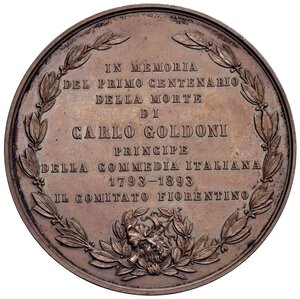 IN MEMORIA
DEL PRIMO CENTENARIO
DELLA MORTE
DI
CARLO GOLDONI
PRINCIPE
DELLA COMMEDIA ITALIANA
1793-1893
IL COMITATO FIORENTINO